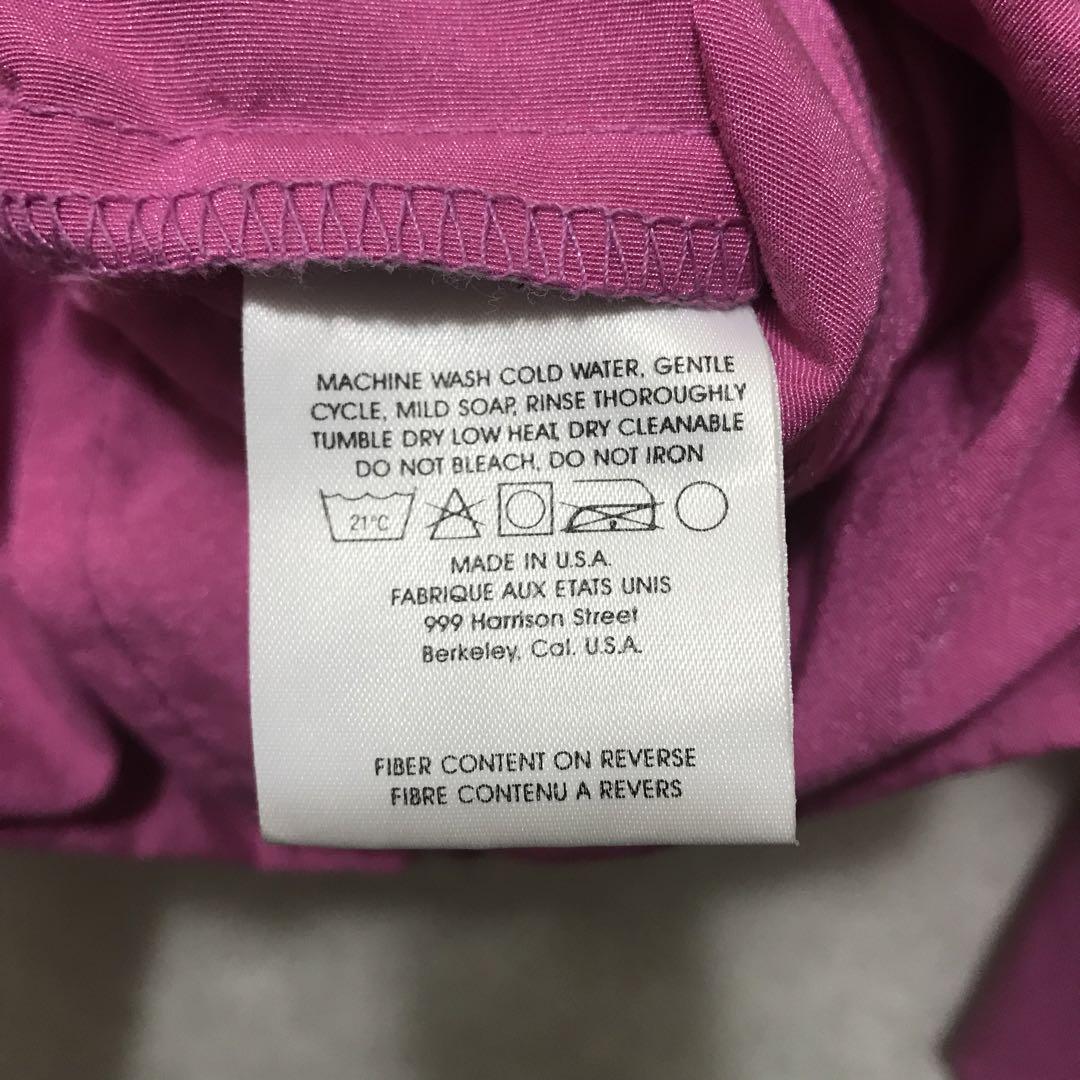 MACHINE WASH COLD WATER, GENTLE
CYCLE, MILD SOAP, RINSE THOROUGHLY
TUMBLE DRY LOW HEAT, DRY CLEANABLE
DO NOT BLEACH, DO NOT IRON
21°C
MADE IN U.S.A.
FABRIQUE AUX ETATS UNIS
999 Harrison Street
Berkeley, Cal. U.S.A.
FIBER CONTENT ON REVERSE
FIBRE CONTENU A REVERS